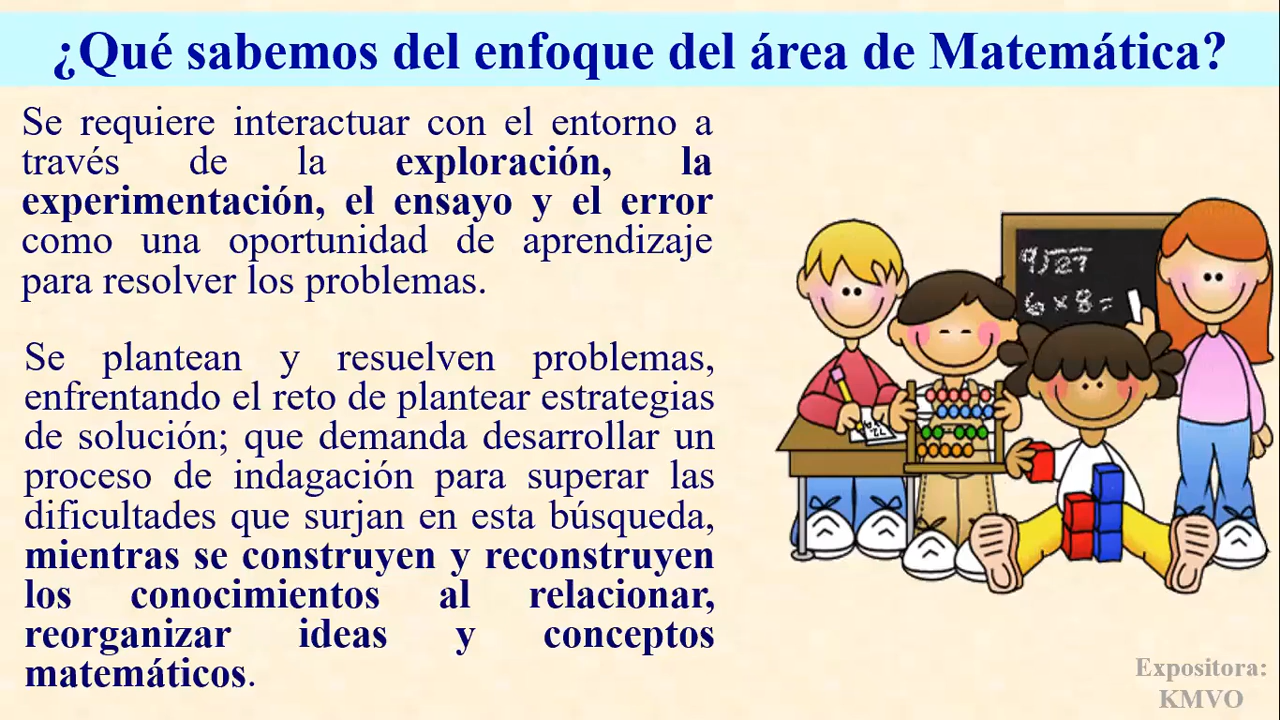 ¿Qué sabemos del enfoque del área de Matemática?
Se requiere interactuar con el entorno a
través de la exploración, la
experimentación, el ensayo y el error
como una oportunidad de aprendizaje
para resolver los problemas.
Se plantean y resuelven problemas,
enfrentando el reto de plantear estrategias
de solución; que demanda desarrollar un
proceso de indagación para superar las
dificultades que surjan en esta búsqueda,
mientras se construyen y reconstruyen
los conocimientos al relacionar,
reorganizar ideas y conceptos
matemáticos.
9)27
6 x 8 =
Expositora:
KMVO